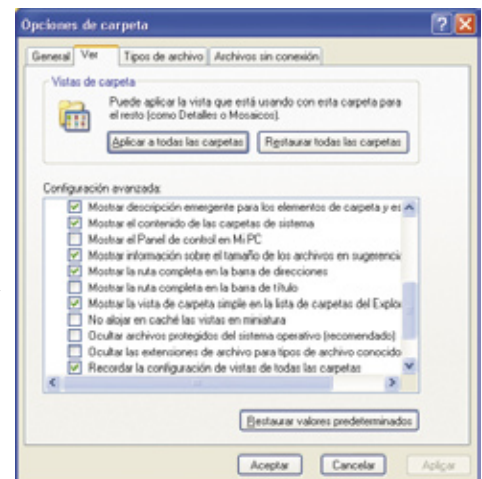 Opciones de carpeta
General Ver Tipos de archivo Archivos sin conexión
Vistas de carpeta
Puede aplicar la vista que está usando con esta carpeta para
el resto (como Detalles o Mosaicos).
Aplicar a todas las carpetas Restaurar todas las carpetas
Configuración avanzada:
Mostrar descripción emergente para los elementos de carpeta y es
Mostrar el contenido de las carpetas de sistema
Mostrar el Panel de control en Mi PC
Mostrar información sobre el tamaño de los archivos en sugerencia
Mostrar la ruta completa en la barra de direcciones
Mostrar la ruta completa en la barra de título
Mostrar la vista de carpeta simple en la lista de carpetas del Explor
No alojar en caché las vistas en miniatura
Ocultar archivos protegidos del sistema operativo (recomendado)
Ocultar las extensiones de archivo para tipos de archivo conocido
Recordar la configuración de vistas de todas las carpetas
Restaurar valores predeterminados
Aceptar Cancelar Aplicar